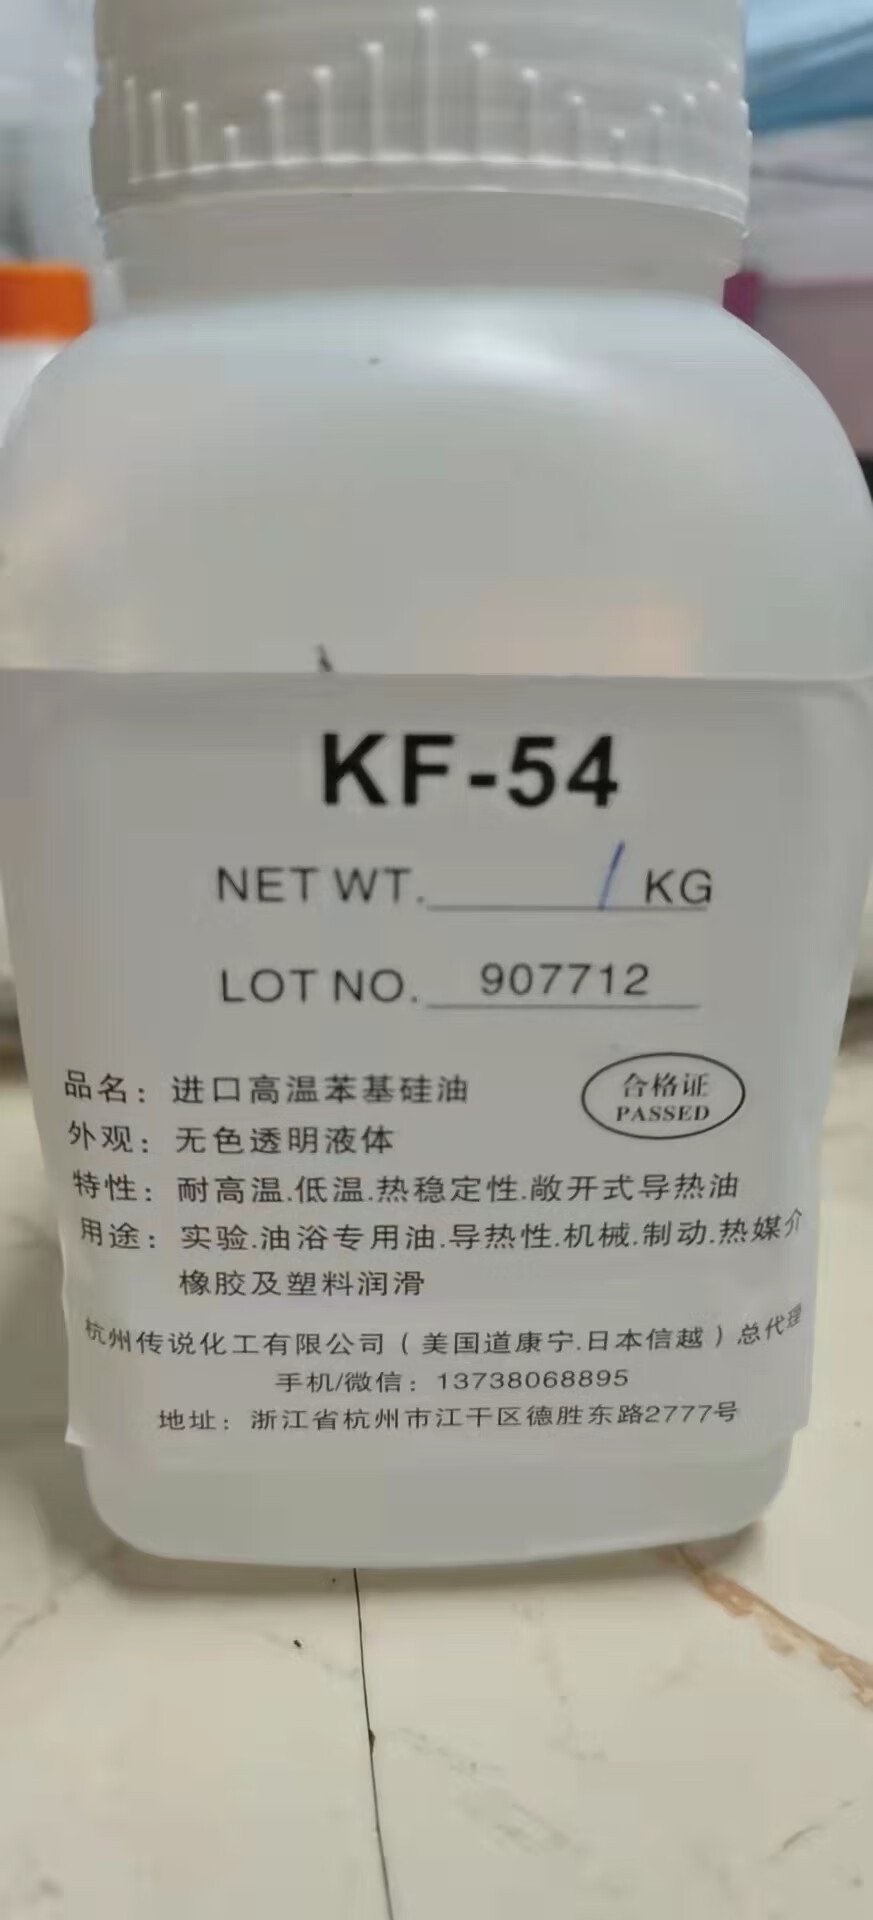 KF-54
NET WT. / KG
LOT NO. 907712
品名：进口高温苯基硅油
合格证
PASSED
外观：无色透明液体
特性：耐高温.低温.热稳定性.敞开式导热油
用途：实验.油浴专用油.导热性.机械.制动.热媒介
橡胶及塑料润滑
杭州传说化工有限公司（美国道康宁.日本信越）总代理
手机/微信：13738068895
地址：浙江省杭州市江干区德胜东路2777号